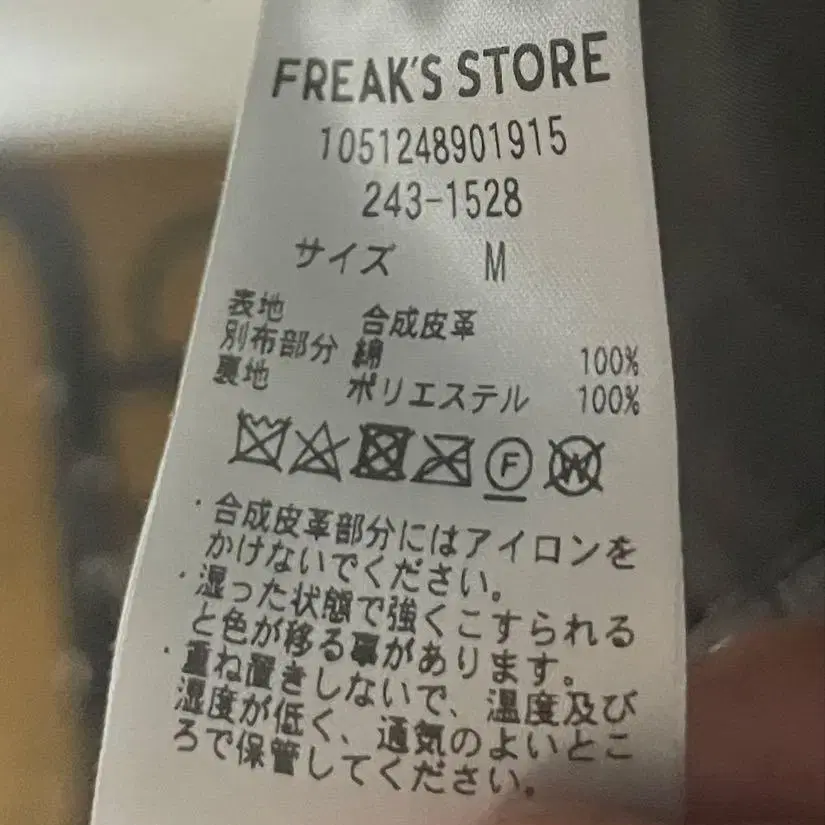 FREAK'S STORE
1051248901915
243-1528
サイズ M
表地 合成皮革
別布部分 綿 100%
裏地 ポリエステル 100%
F W
・合成皮革部分にはアイロンを
かけないでください。
・湿った状態で強くこすられる
と色が移る事があります。
・重ね置きしないで、温度及び
湿度が低く、通気のよいとこ
ろで保管してください。